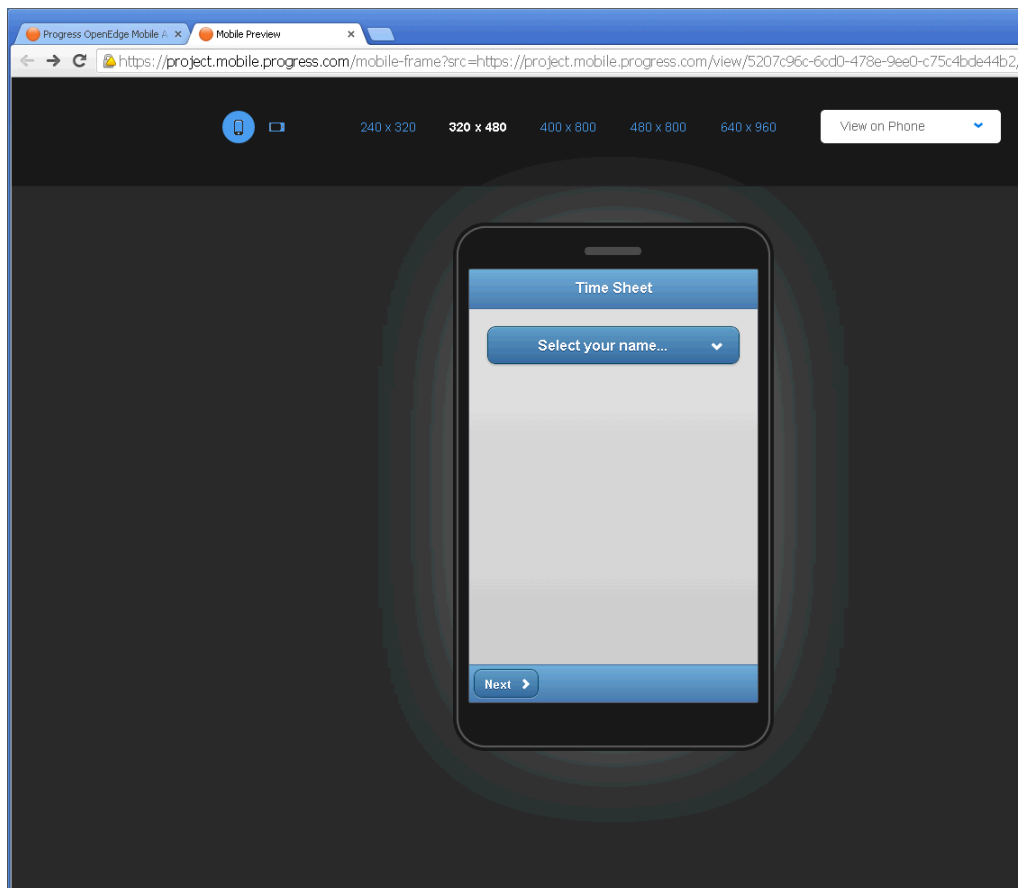 Progress OpenEdge Mobile A
Mobile Preview
https://project.mobile.progress.com/mobile-frame?src=https://project.mobile.progress.com/view/5207c96c-6cd0-478e-9ee0-c75c4bde44b2/
240 x 320
320 x 480
400 x 800
480 x 800
640 x 960
View on Phone
Time Sheet
Select your name...
Next